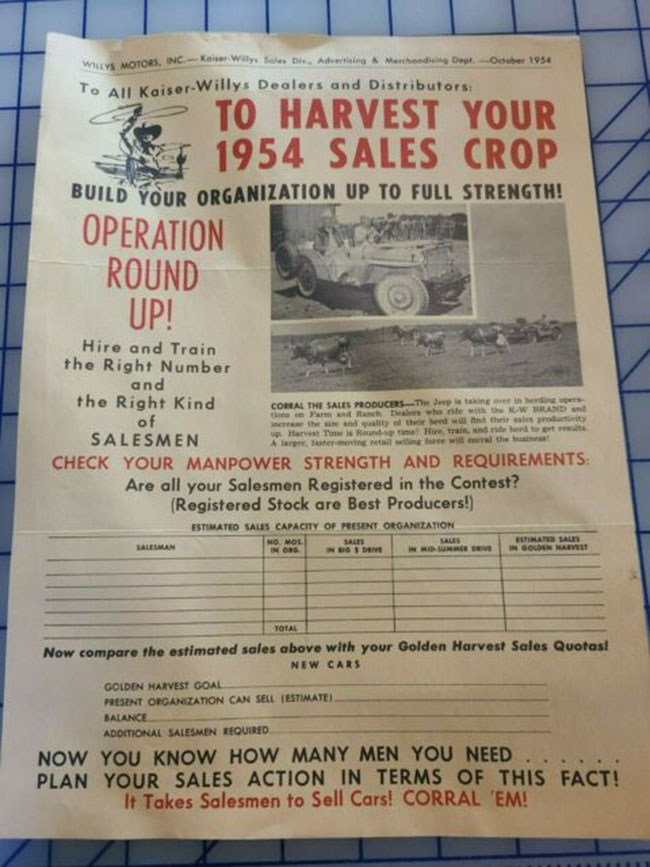 WILLYS MOTORS, INC.—Kaiser-Willys Sales Div., Advertising & Merchandising Dept. —October 1954
To All Kaiser-Willys Dealers and Distributors:
TO HARVEST YOUR
1954 SALES CROP
BUILD YOUR ORGANIZATION UP TO FULL STRENGTH!
OPERATION
ROUND
UP!
Hire and Train
the Right Number
and
the Right Kind
of
SALESMEN
CORRAL THE SALES PRODUCERS—The Jeep is taking over in herding opera-
tions on Farm and Ranch. Dealers who ride with the K-W BRAND and
increase the size and quality of their herd will find their sales productivity
up. Harvest Time is Round-up time! Hire, train, and ride herd to get results.
A larger, faster-moving retail selling force will corral the business!
CHECK YOUR MANPOWER STRENGTH AND REQUIREMENTS:
Are all your Salesmen Registered in the Contest?
(Registered Stock are Best Producers!)
ESTIMATED SALES CAPACITY OF PRESENT ORGANIZATION
SALESMAN
NO. MOS.
IN ORG.
SALES
IN BIG $ DRIVE
SALES
IN MID-SUMMER DRIVE
ESTIMATED SALES
IN GOLDEN HARVEST
TOTAL
Now compare the estimated sales above with your Golden Harvest Sales Quotas!
NEW CARS
GOLDEN HARVEST GOAL
PRESENT ORGANIZATION CAN SELL (ESTIMATE)
BALANCE
ADDITIONAL SALESMEN REQUIRED
NOW YOU KNOW HOW MANY MEN YOU NEED . . . . . .
PLAN YOUR SALES ACTION IN TERMS OF THIS FACT!
It Takes Salesmen to Sell Cars! CORRAL 'EM!